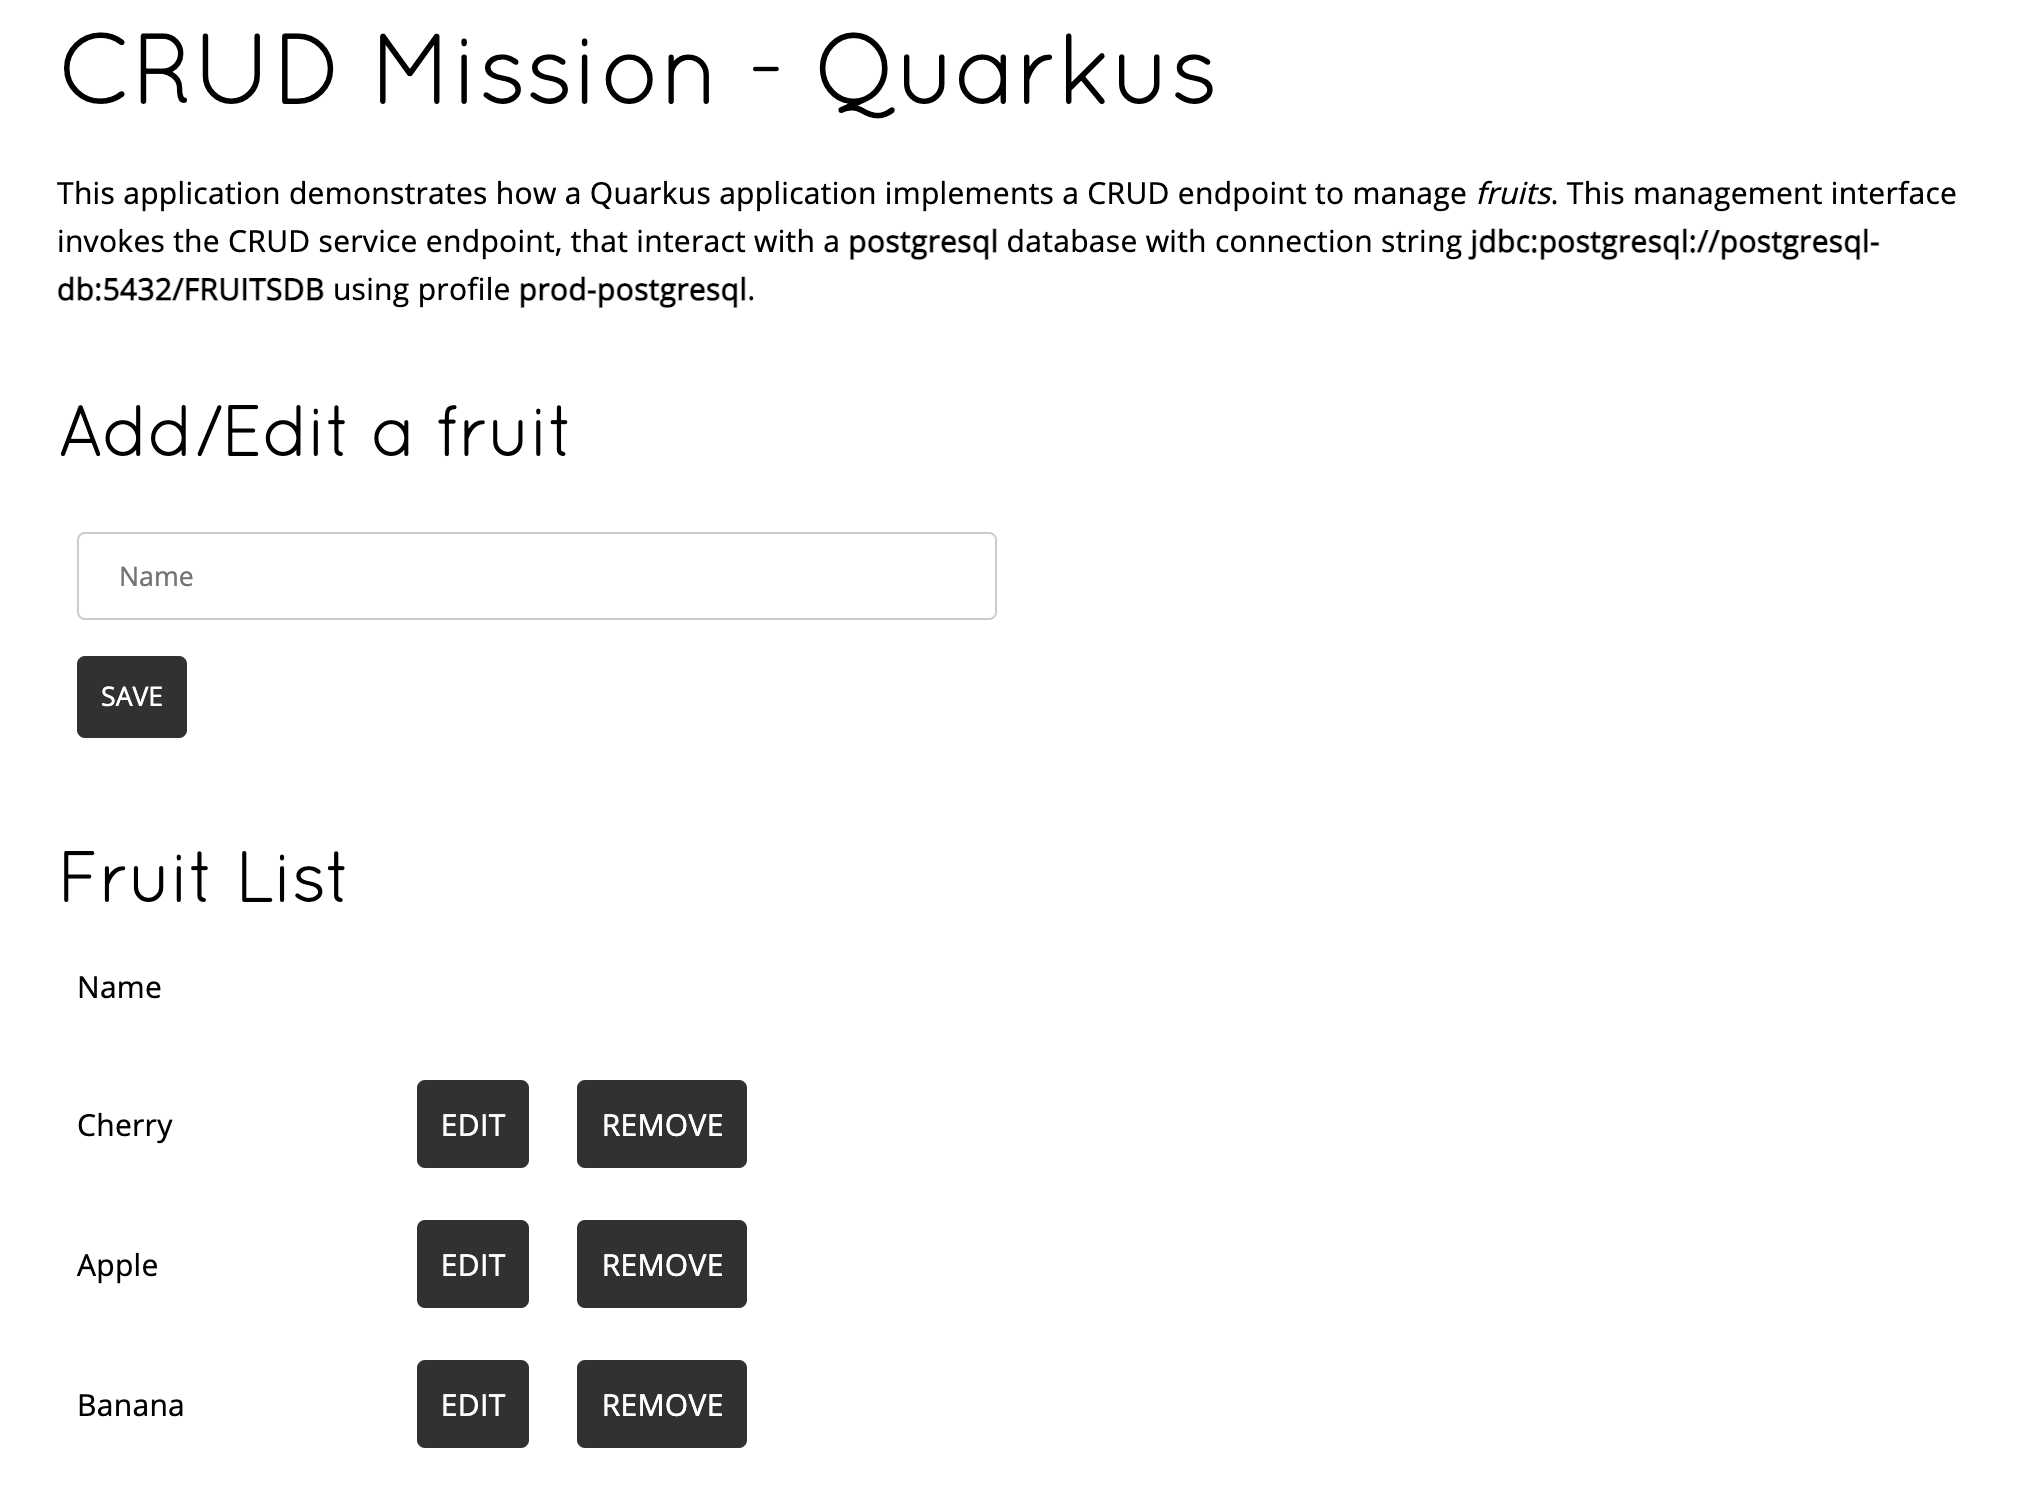 CRUD Mission - Quarkus
This application demonstrates how a Quarkus application implements a CRUD endpoint to manage fruits. This management interface
invokes the CRUD service endpoint, that interact with a postgresql database with connection string jdbc:postgresql://postgresql-
db:5432/FRUITSDB using profile prod-postgresql.
Add/Edit a fruit
Name
SAVE
Fruit List
Name
Cherry EDIT REMOVE
Apple EDIT REMOVE
Banana EDIT REMOVE